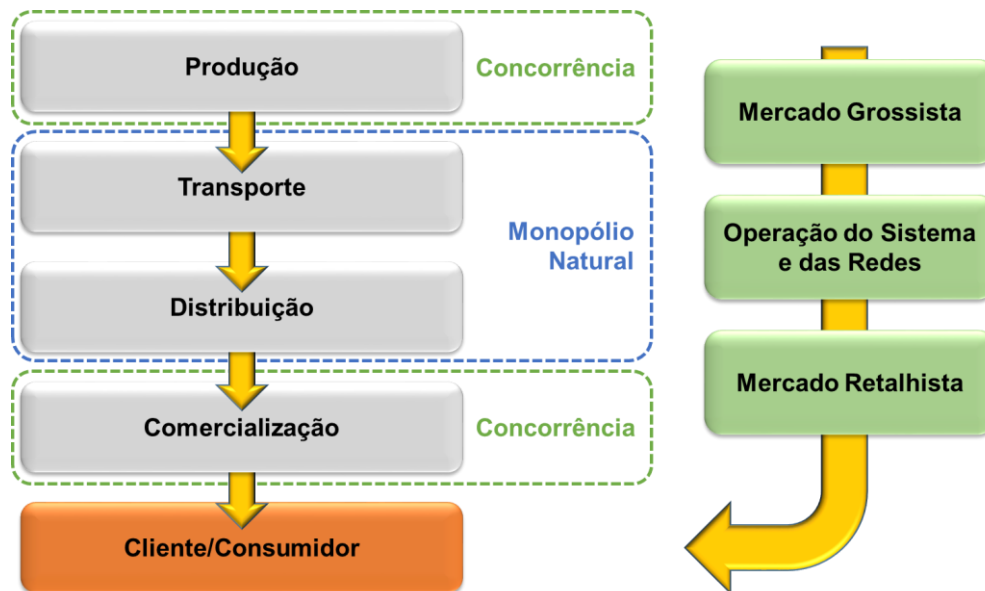 Produção
Concorrência
Transporte
Monopólio
Natural
Distribuição
Comercialização
Concorrência
Cliente/Consumidor
Mercado Grossista
Operação do Sistema
e das Redes
Mercado Retalhista